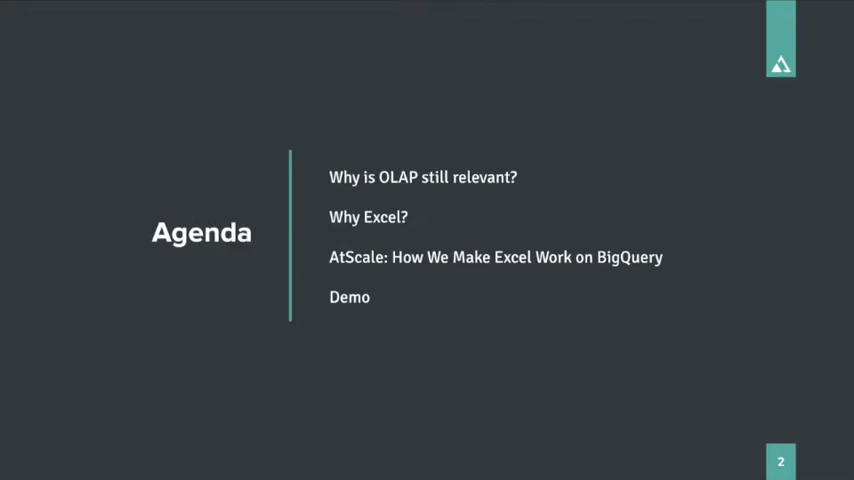 Agenda
Why is OLAP still relevant?
Why Excel?
AtScale: How We Make Excel Work on BigQuery
Demo
2